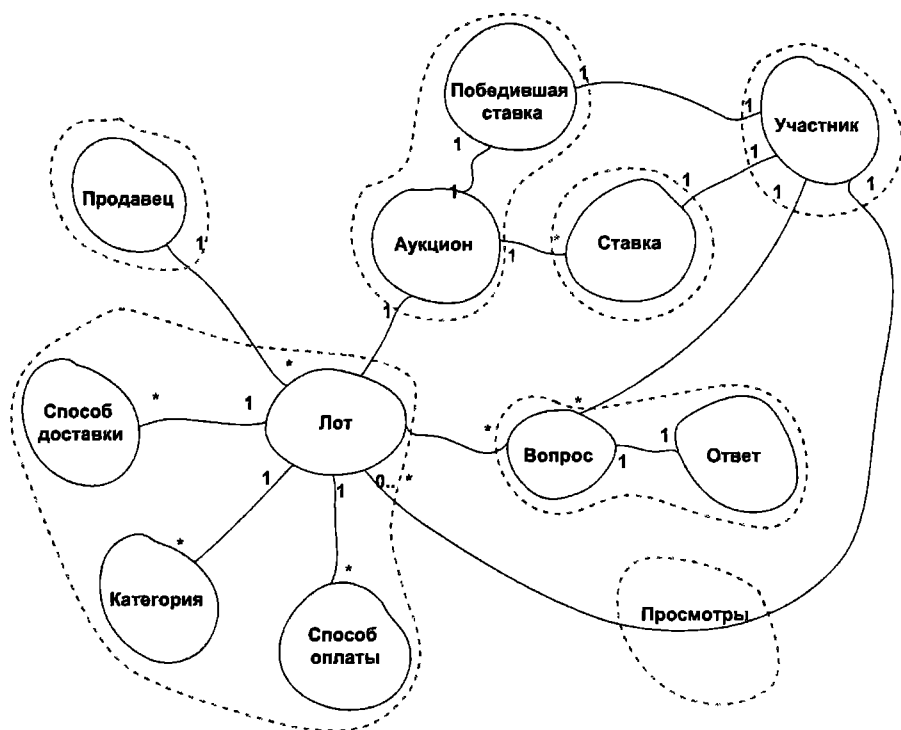 Победившая
ставка
1
1
Участник
1
1
1
1
1
Продавец
1
1
Аукцион
1
*
Ставка
1
*
1
Способ
доставки
*
1
Лот
*
*
Вопрос
1
1
Ответ
1
1
0.. *
*
Категория
*
Способ
оплаты
Просмотры